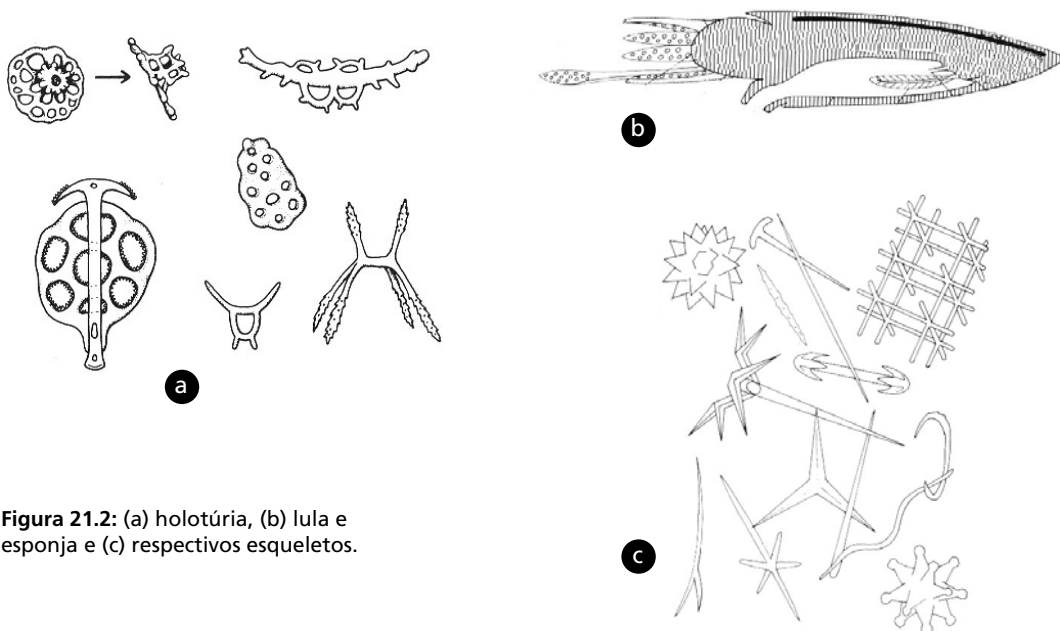 b
a
Figura 21.2: (a) holotúria, (b) lula e
esponja e (c) respectivos esqueletos.
c